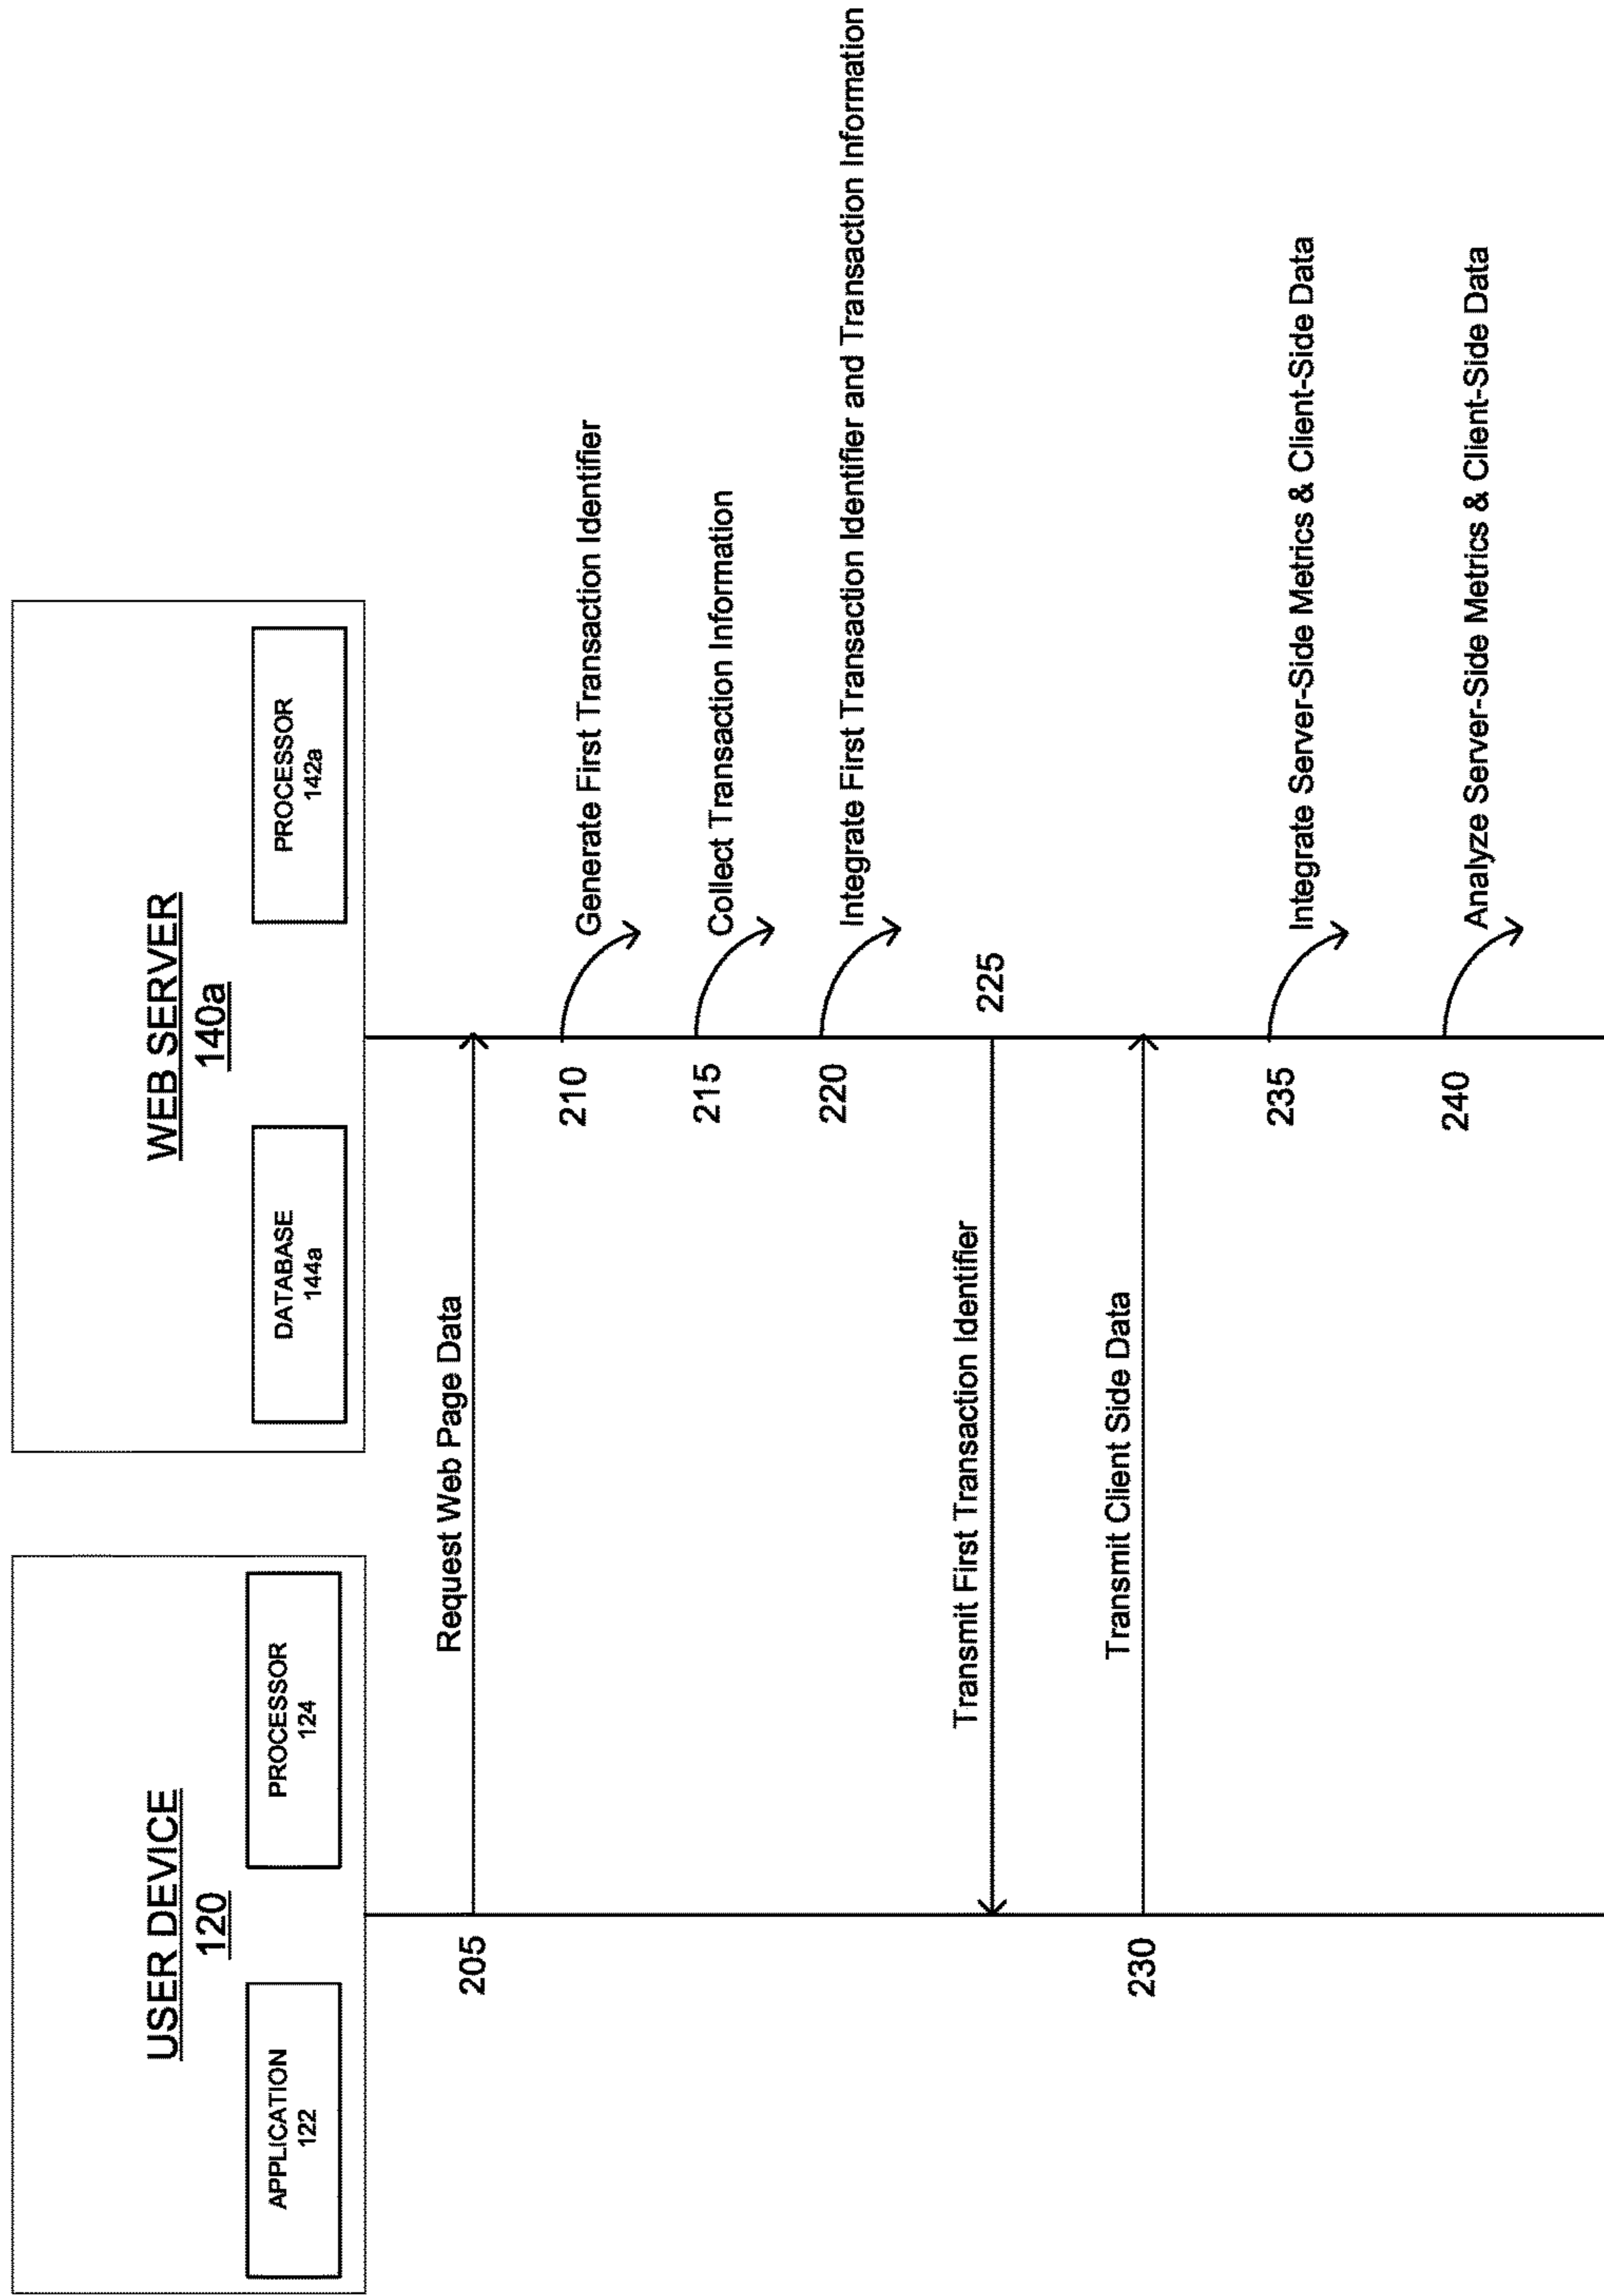 USER DEVICE
120
APPLICATION
122
PROCESSOR
124
WEB SERVER
140a
DATABASE
144a
PROCESSOR
142a
205
Request Web Page Data
210
Generate First Transaction Identifier
215
Collect Transaction Information
220
Integrate First Transaction Identifier and Transaction Information
Transmit First Transaction Identifier
225
230
Transmit Client Side Data
235
Integrate Server-Side Metrics & Client-Side Data
240
Analyze Server-Side Metrics & Client-Side Data